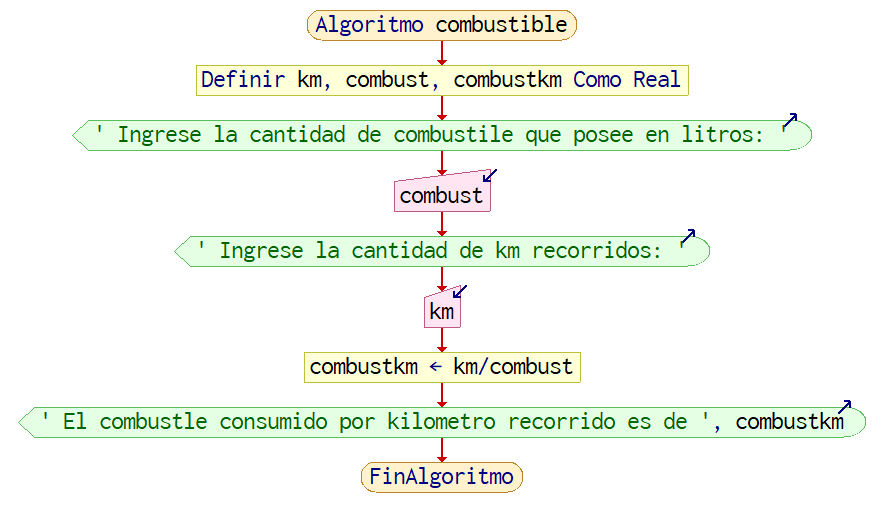 Algoritmo combustible
Definir km, combust, combustkm Como Real
' Ingrese la cantidad de combustile que posee en litros: '
combust
' Ingrese la cantidad de km recorridos: '
km
combustkm ← km/combust
' El combustle consumido por kilometro recorrido es de ', combustkm
FinAlgoritmo